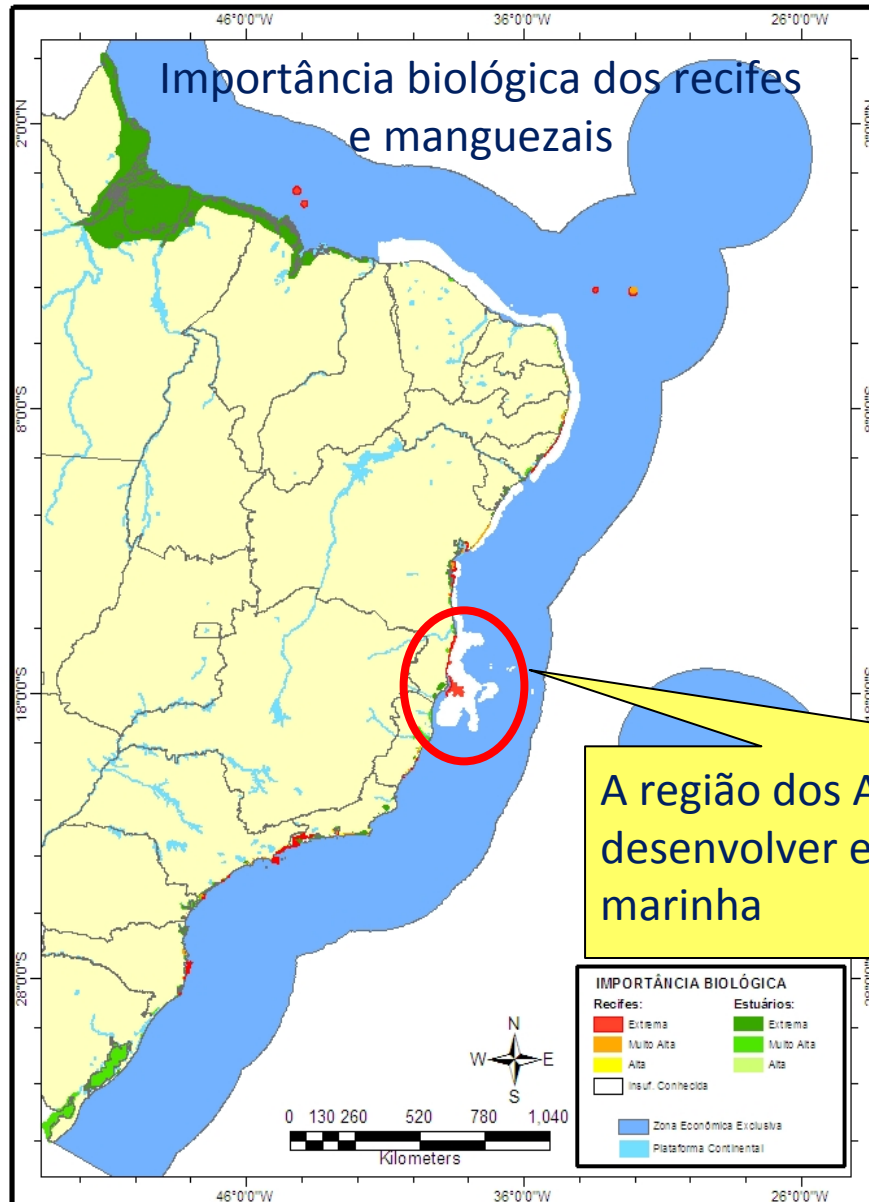 46°0'0"W 36°0'0"W 26°0'0"W
Importância biológica dos recifes
e manguezais
2°0'0"N
8°0'0"S
8°0'0"S
18°0'0"S
A região dos
desenvolver
marinha
28°0'0"S
IMPORTÂNCIA BIOLÓGICA
Recifes: Estuários:
Extrema Extrema
Muito Alta Muito Alta
Alta Alta
Insuf. Conhecida
Zona Econômica Exclusiva
Plataforma Continental
N
W E
S
0 130 260 520 780 1,040
Kilometers
46°0'0"W 36°0'0"W 26°0'0"W